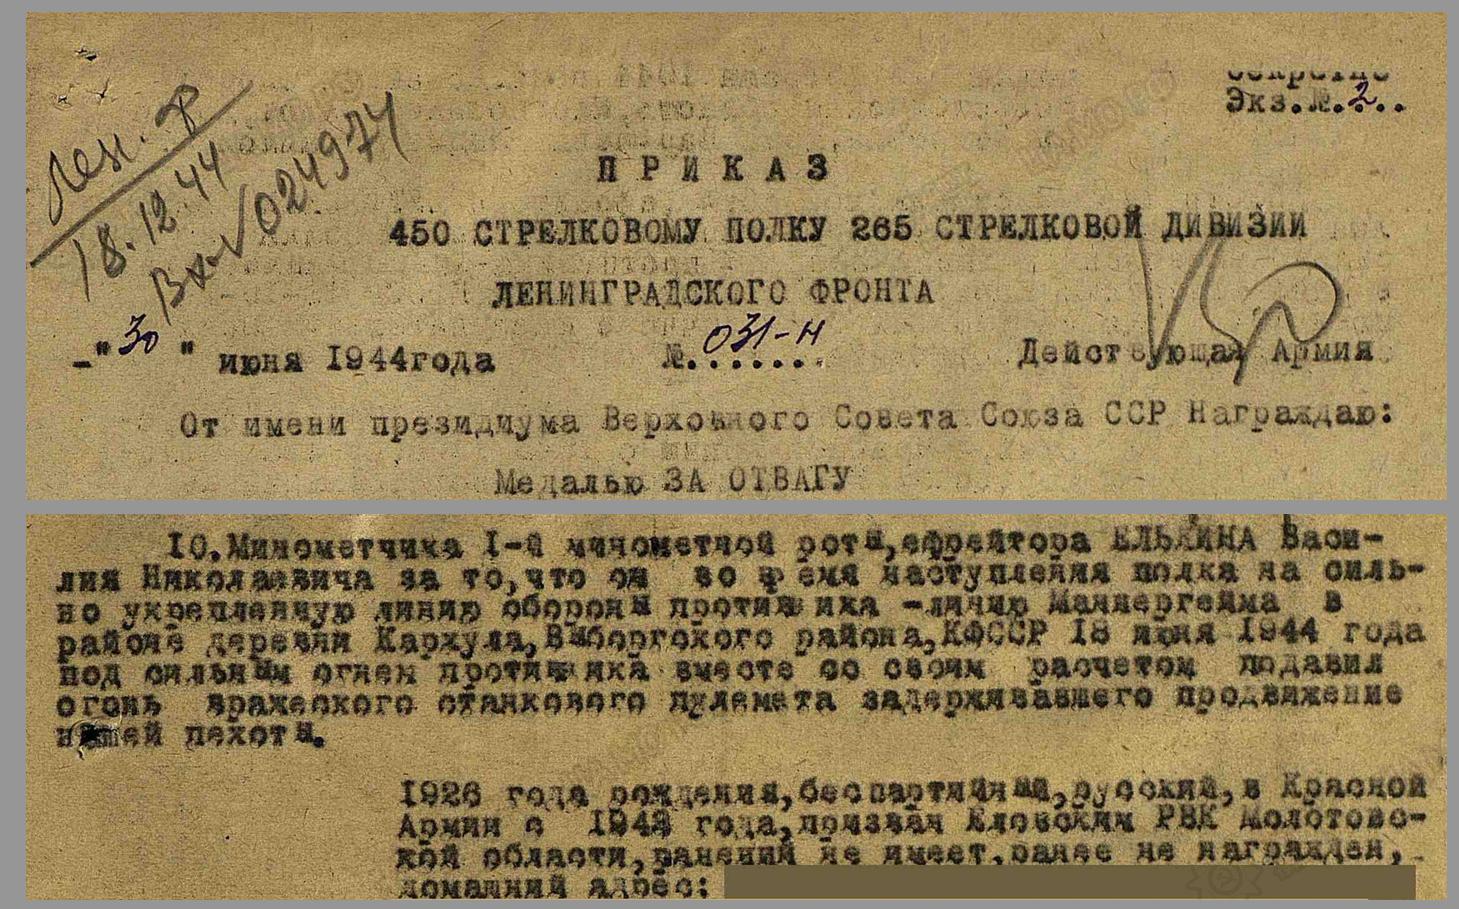 Лен. Ф
18.12.44
Вх. 024974
Секретно
Экз.№.2..
ПРИКАЗ
450 СТРЕЛКОВОМУ ПОЛКУ 265 СТРЕЛКОВОЙ ДИВИЗИИ
ЛЕНИНГРАДСКОГО ФРОНТА
-"30" июня 1944года №.031-н Действующая Армия
От имени президиума Верховного Совета Союза ССР Награждаю:
Медалью ЗА ОТВАГУ
10.Минометчика I-й минометной роты,ефрейтора ЕЛЬКИНА Васи-
лия Николаевича за то,что он во время наступления полка на силь-
но укрепленную линию обороны противника -линию Маннергейма в
районе деревни Кархула,Выборгского района,КФССР 18 июня 1944 года
под сильным огнем противника вместе со своим расчетом подавил
огонь вражеского станкового пулемета задерживавшего продвижение
нашей пехоты.
1926 года рождения,беспартийный,русский,в Красной
Армии с 1943 года,призван Еловским РВК Молотовс-
кой области,ранений не имеет,ранее не награжден,
домашний адрес: